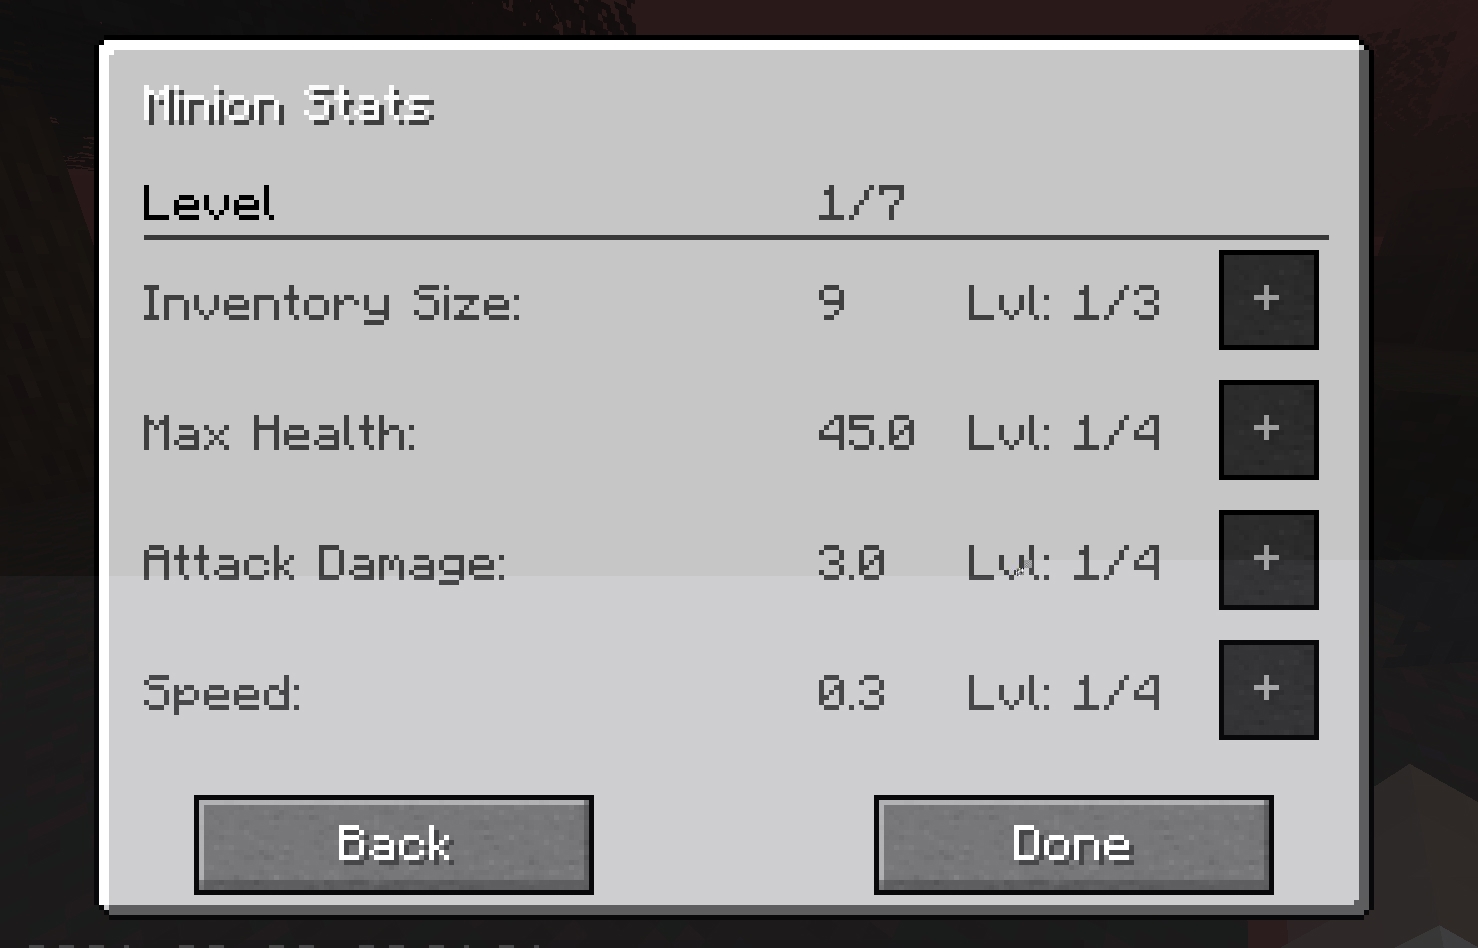 Minion Stats
Level 1/7
Inventory Size: 9 Lvl: 1/3 +
Max Health: 45.0 Lvl: 1/4 +
Attack Damage: 3.0 Lvl: 1/4 +
Speed: 0.3 Lvl: 1/4 +
Back Done